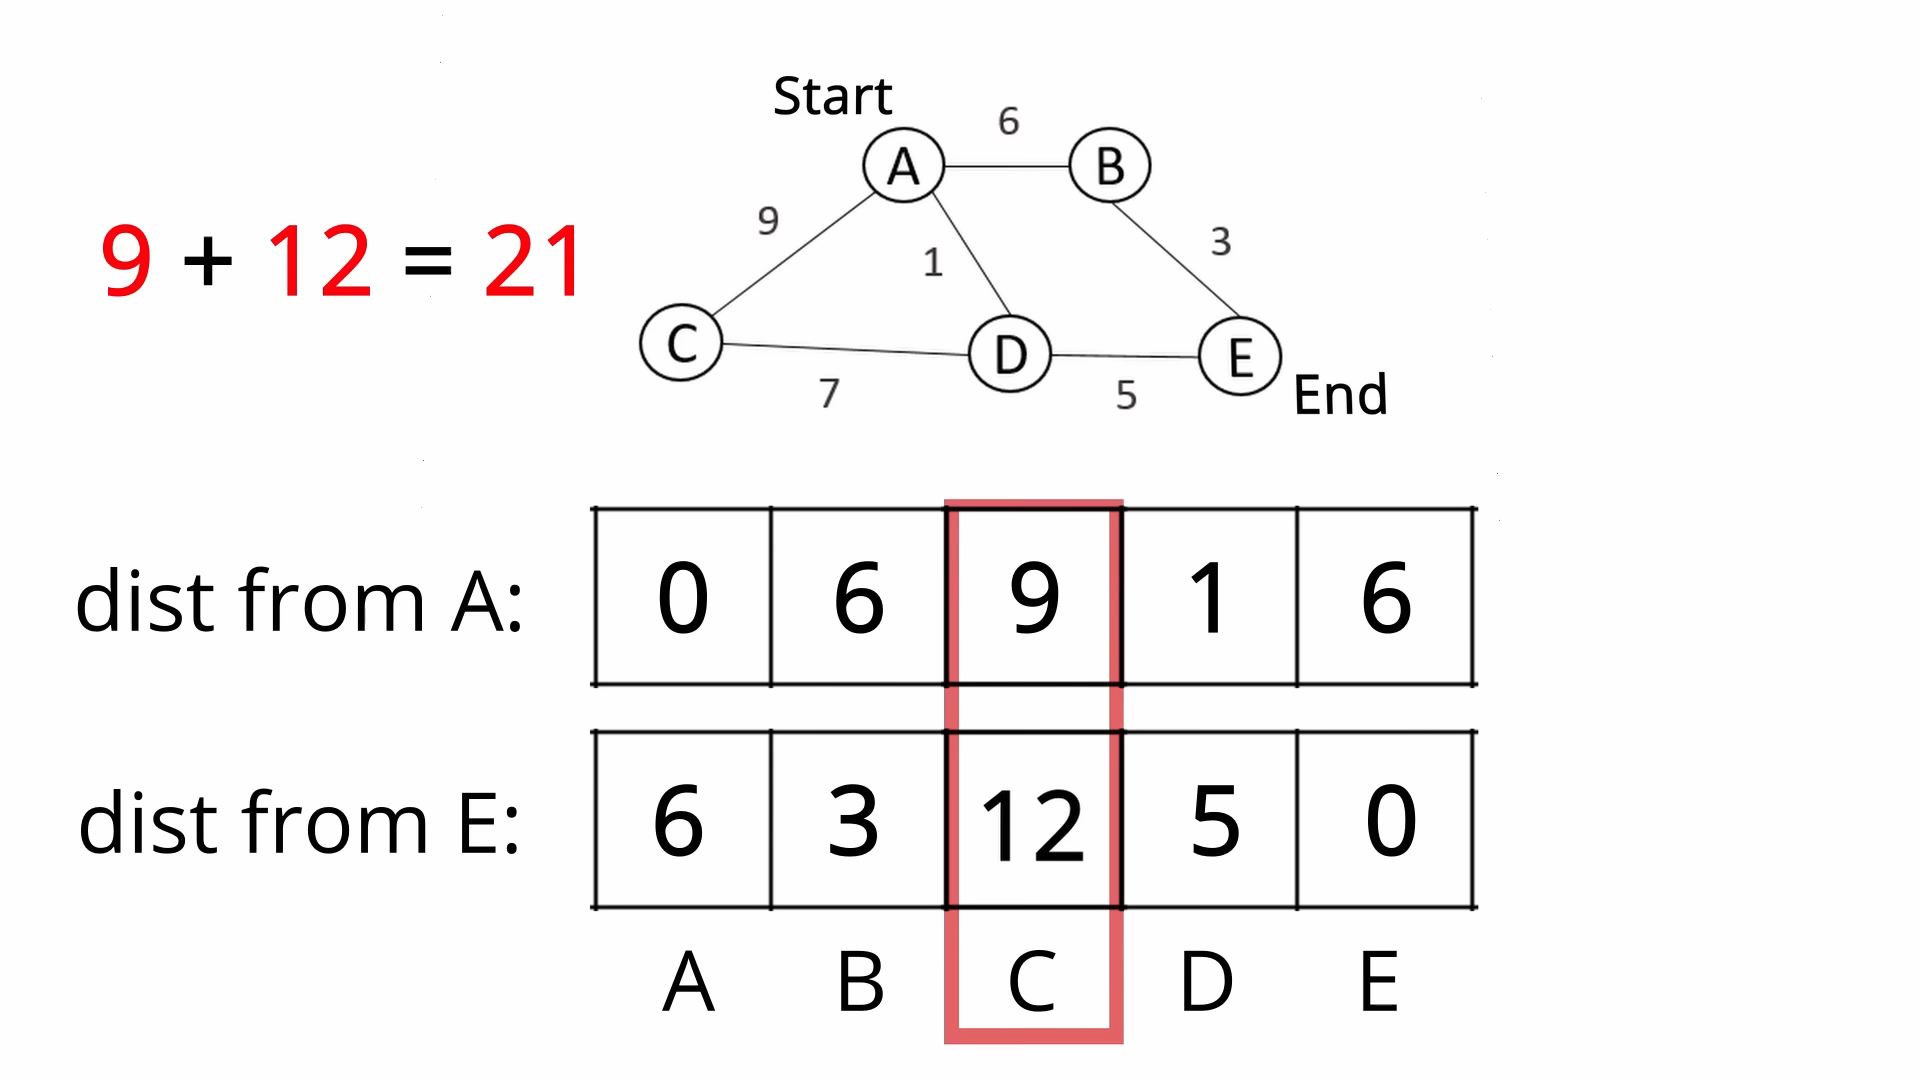 Start
6
A
B
9 + 12 = 21
9
1
3
C
D
E
7
5
End
dist from A: 0 6 9 1 6
dist from E: 6 3 12 5 0
A B C D E